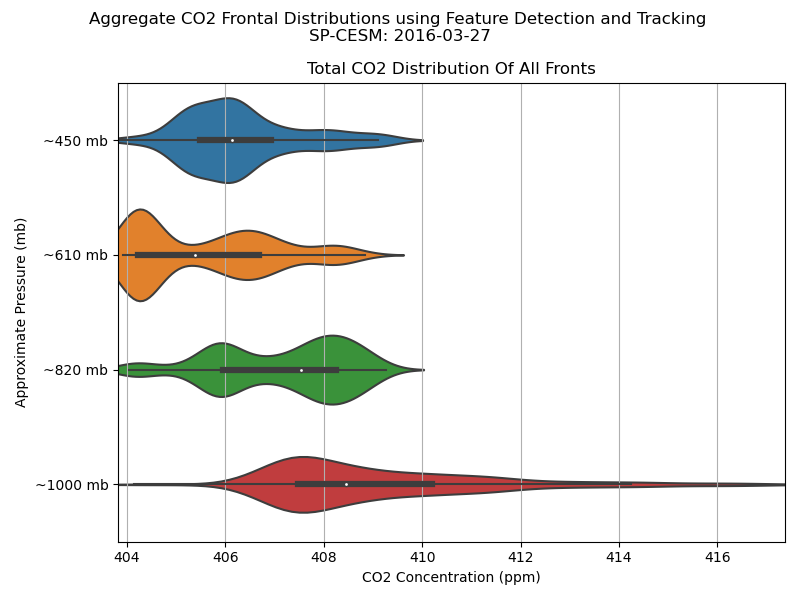 Aggregate CO2 Frontal Distributions using Feature Detection and Tracking
SP-CESM: 2016-03-27
Total CO2 Distribution Of All Fronts
~450 mb
~610 mb
~820 mb
~1000 mb
Approximate Pressure (mb)
404 406 408 410 412 414 416
CO2 Concentration (ppm)